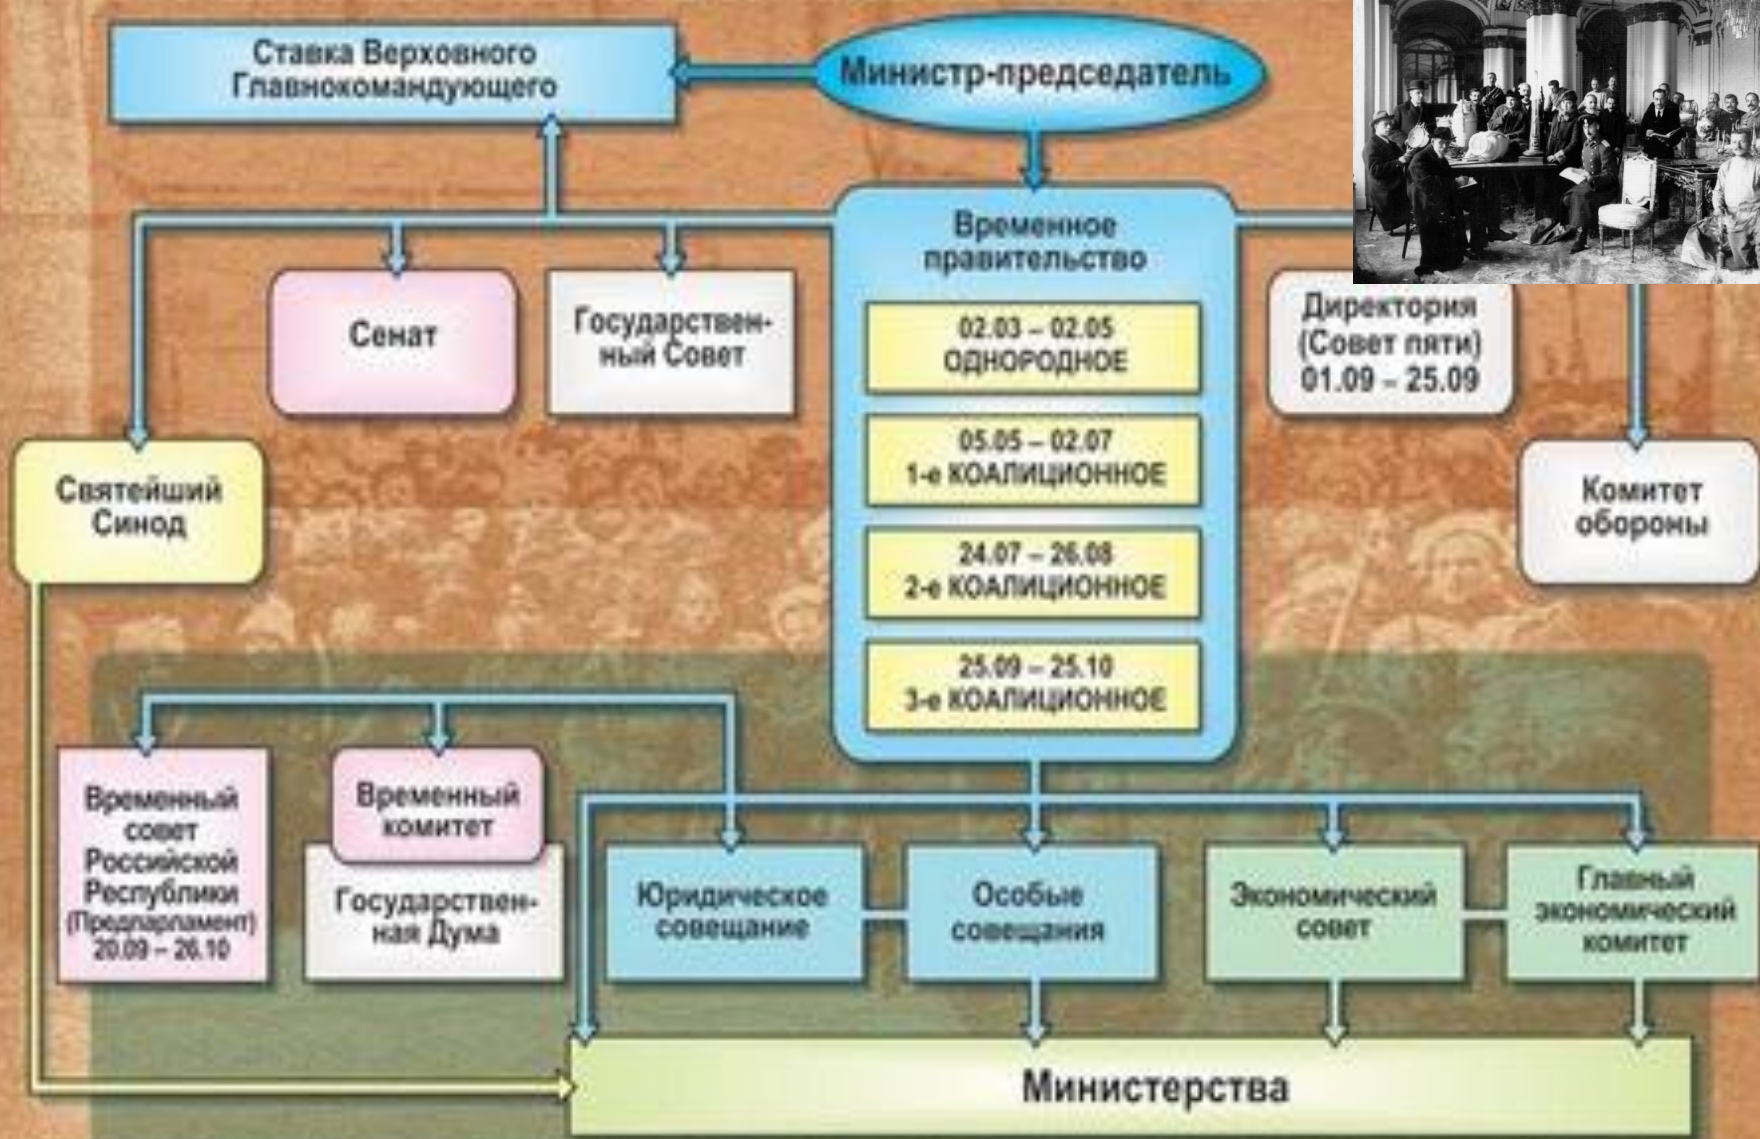 Ставка Верховного
Главнокомандующего
Министр-председатель
Временное
правительство
02.03 – 02.05
ОДНОРОДНОЕ
05.05 – 02.07
1-е КОАЛИЦИОННОЕ
24.07 – 26.08
2-е КОАЛИЦИОННОЕ
25.09 – 25.10
3-е КОАЛИЦИОННОЕ
Сенат
Государствен-
ный Совет
Директория
(Совет пяти)
01.09 – 25.09
Святейший
Синод
Комитет
обороны
Временный
совет
Российской
Республики
(Предпарламент)
20.09 – 26.10
Временный
комитет
Государствен-
ная Дума
Юридическое
совещание
Особые
совещания
Экономический
совет
Главный
экономический
комитет
Министерства